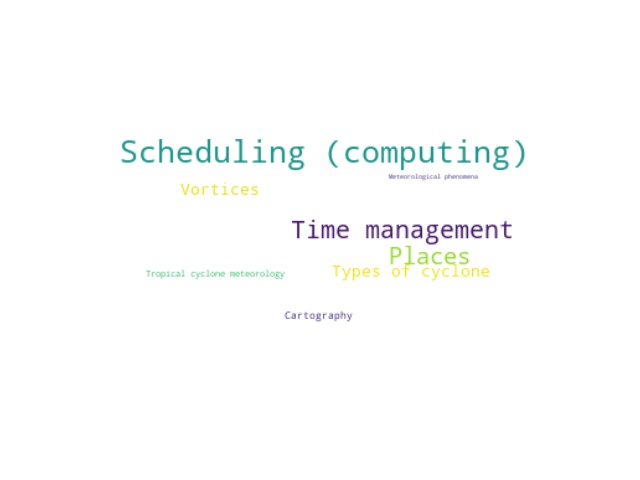 Scheduling (computing)
Meteorological phenomena
Vortices
Time management
Places
Types of cyclone
Tropical cyclone meteorology
Cartography